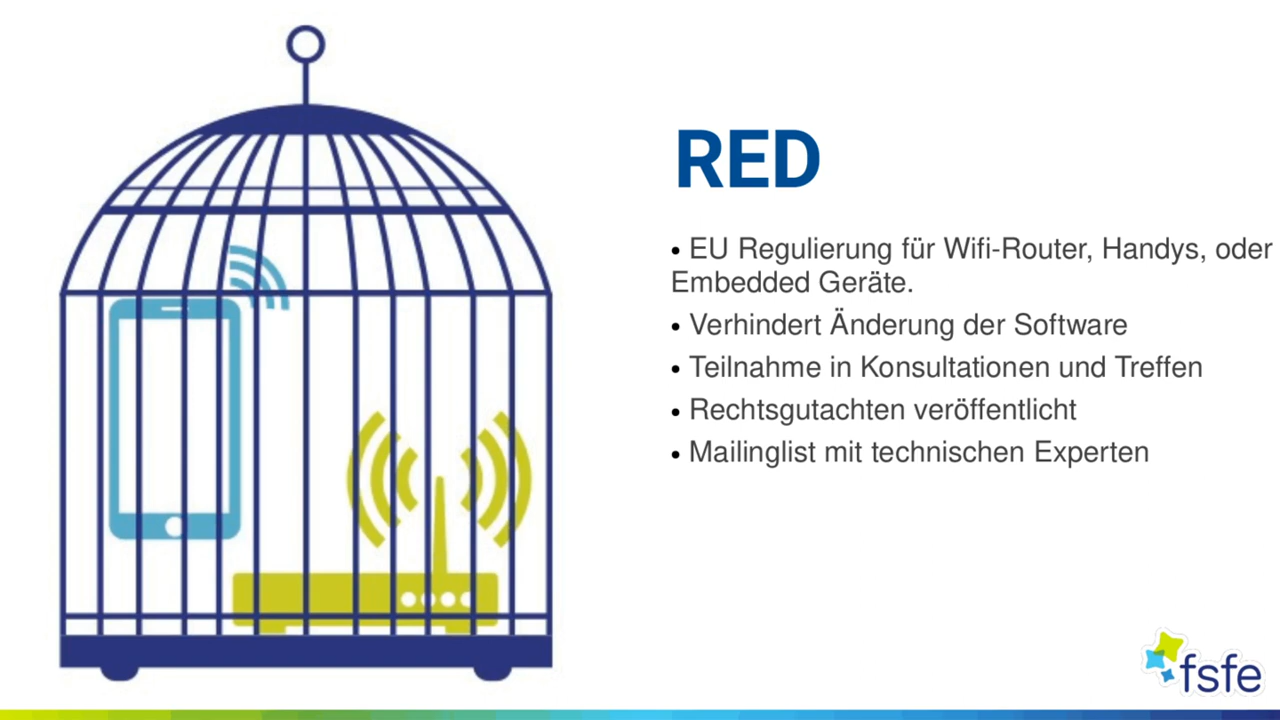 RED
• EU Regulierung für Wifi-Router, Handys, oder
Embedded Geräte.
• Verhindert Änderung der Software
• Teilnahme in Konsultationen und Treffen
• Rechtsgutachten veröffentlicht
• Mailinglist mit technischen Experten
fsfe